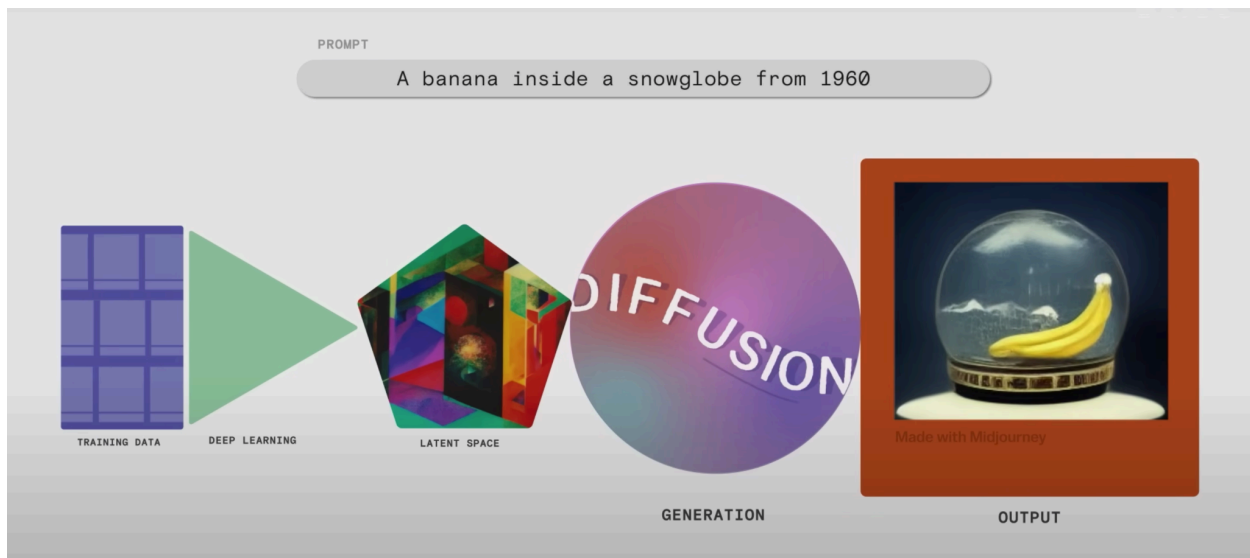 PROMPT
A banana inside a snowglobe from 1960
DIFFUSION
Made with Midjourney
TRAINING DATA
DEEP LEARNING
LATENT SPACE
GENERATION
OUTPUT